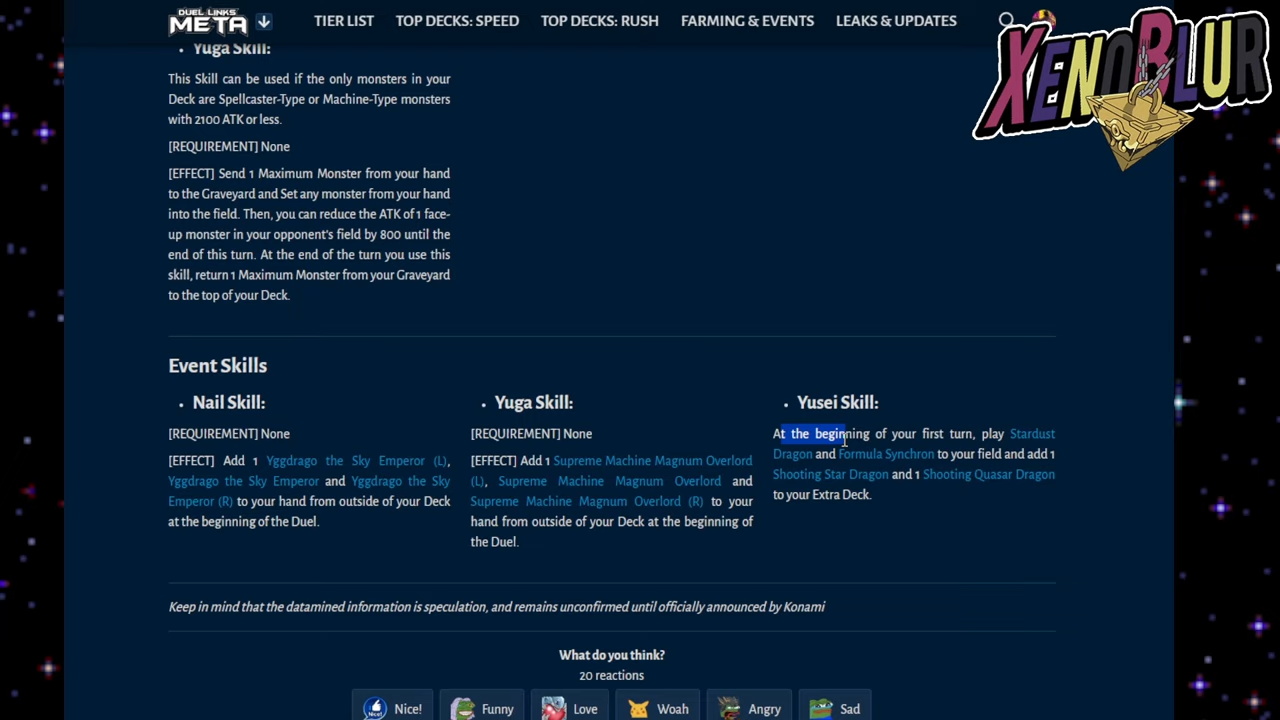 DUEL LINKS
META
TIER LIST
TOP DECKS: SPEED
TOP DECKS: RUSH
FARMING & EVENTS
LEAKS & UPDATES
XENOBLUR
• Yuga Skill:
This Skill can be used if the only monsters in your
Deck are Spellcaster-Type or Machine-Type monsters
with 2100 ATK or less.
[REQUIREMENT] None
[EFFECT] Send 1 Maximum Monster from your hand
to the Graveyard and Set any monster from your hand
into the field. Then, you can reduce the ATK of 1 face-
up monster in your opponent's field by 800 until the
end of this turn. At the end of the turn you use this
skill, return 1 Maximum Monster from your Graveyard
to the top of your Deck.
Event Skills
• Nail Skill:
[REQUIREMENT] None
[EFFECT] Add 1 Yggdrago the Sky Emperor (L),
Yggdrago the Sky Emperor and Yggdrago the Sky
Emperor (R) to your hand from outside of your Deck
at the beginning of the Duel.
• Yuga Skill:
[REQUIREMENT] None
[EFFECT] Add 1 Supreme Machine Magnum Overlord
(L), Supreme Machine Magnum Overlord and
Supreme Machine Magnum Overlord (R) to your
hand from outside of your Deck at the beginning of
the Duel.
• Yusei Skill:
At the beginning of your first turn, play Stardust
Dragon and Formula Synchron to your field and add 1
Shooting Star Dragon and 1 Shooting Quasar Dragon
to your Extra Deck.
Keep in mind that the datamined information is speculation, and remains unconfirmed until officially announced by Konami
What do you think?
20 reactions
Nice!
Funny
Love
Woah
Angry
Sad